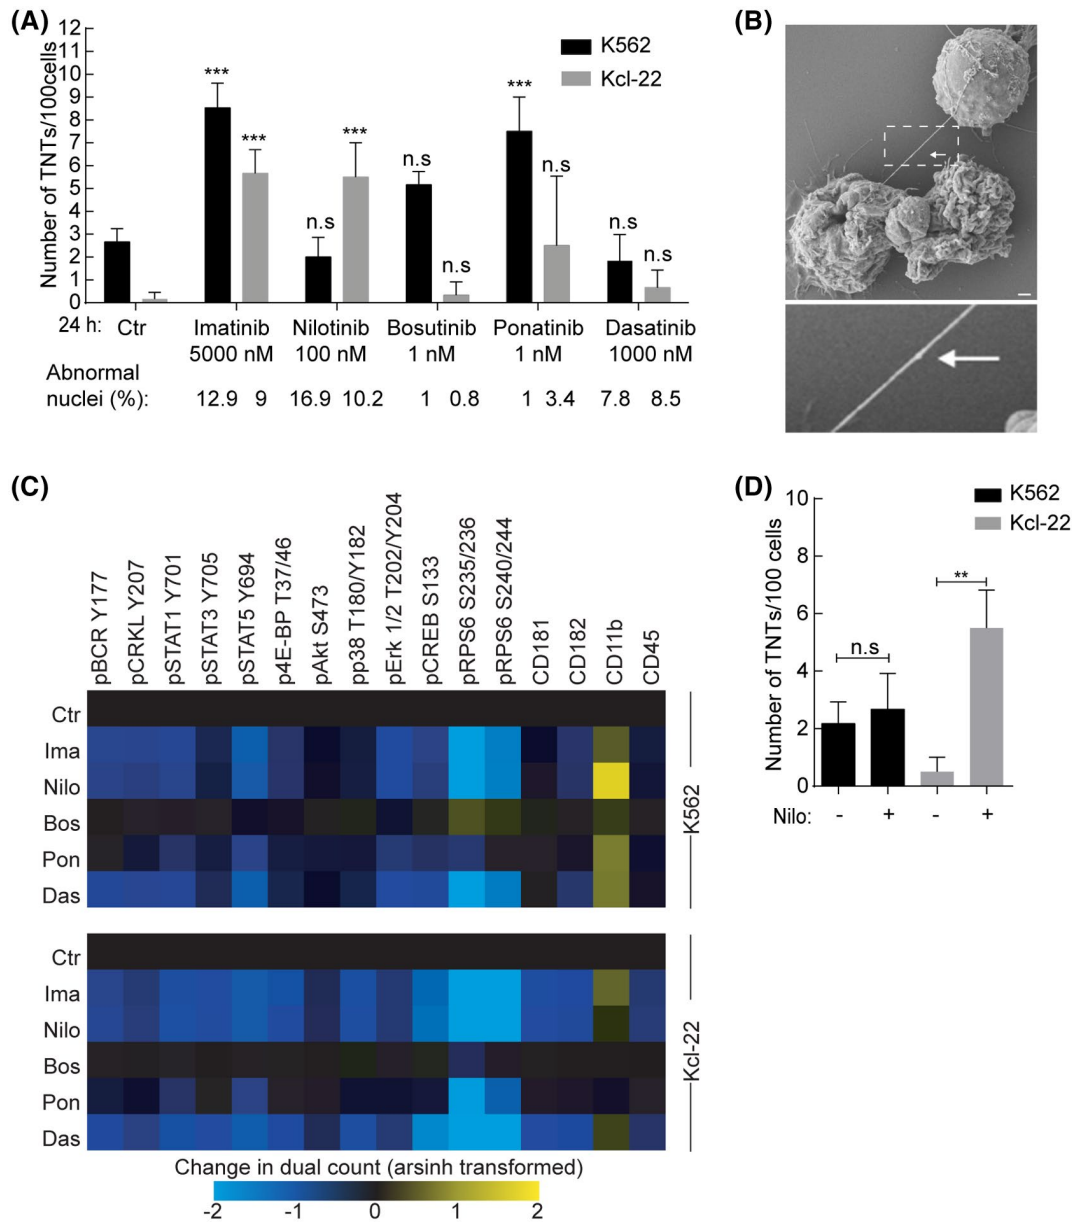 (A)
12
11
10
9
8
7
6
5
4
3
2
1
0
Number of TNTs/100cells
K562
Kcl-22
***
***
n.s
***
n.s
n.s
***
n.s
n.s
n.s
24 h: Ctr Imatinib Nilotinib Bosutinib Ponatinib Dasatinib
5000 nM 100 nM 1 nM 1 nM 1000 nM
Abnormal
nuclei (%): 12.9 9 16.9 10.2 1 0.8 1 3.4 7.8 8.5
(B)
(C)
pBCR Y177
pCRKL Y207
pSTAT1 Y701
pSTAT3 Y705
pSTAT5 Y694
p4E-BP T37/46
pAkt S473
pp38 T180/Y182
pErk 1/2 T202/Y204
pCREB S133
pRPS6 S235/236
pRPS6 S240/244
CD181
CD182
CD11b
CD45
Ctr
Ima
Nilo
Bos
Pon
Das
K562
Ctr
Ima
Nilo
Bos
Pon
Das
Kcl-22
Change in dual count (arsinh transformed)
-2 -1 0 1 2
(D)
K562
Kcl-22
10
8
6
4
2
0
Number of TNTs/100 cells
n.s
**
Nilo: - + - +